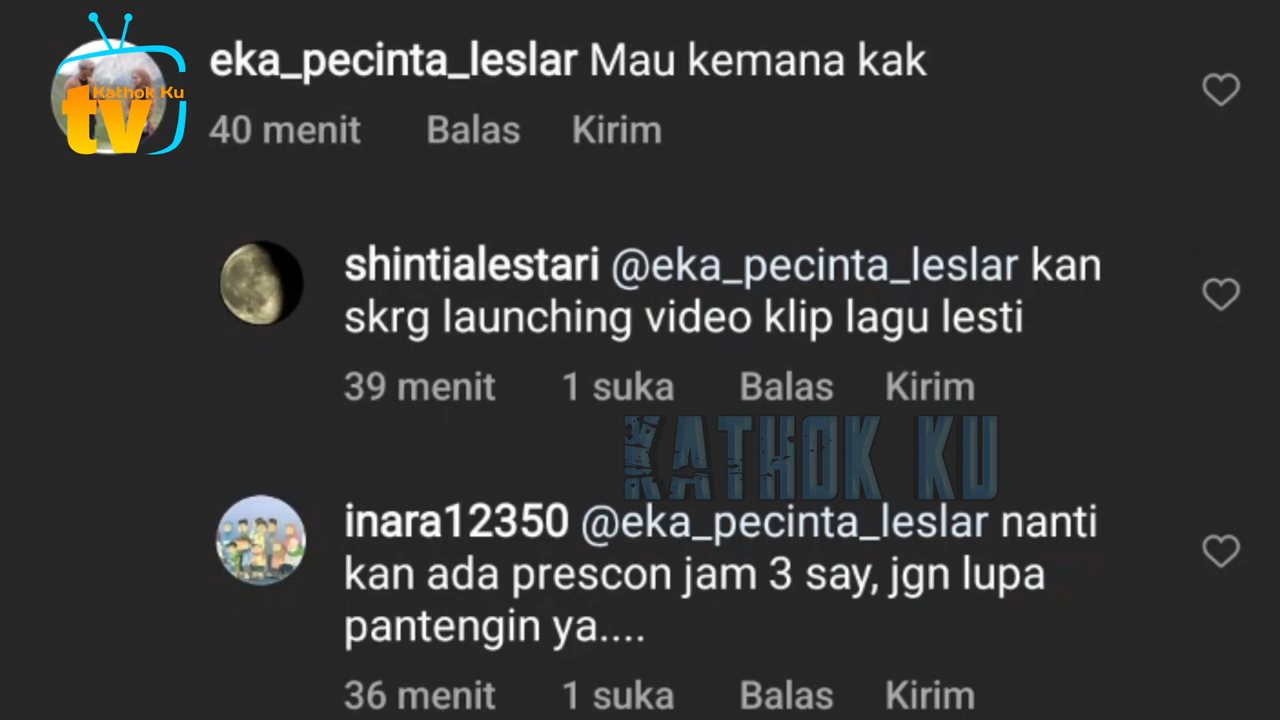 eka_pecinta_leslar Mau kemana kak
Kathok Ku
tv
40 menit Balas Kirim
shintialestari @eka_pecinta_leslar kan
skrg launching video klip lagu lesti
39 menit 1 suka Balas Kirim
KATHOK KU
inara12350 @eka_pecinta_leslar nanti
kan ada prescon jam 3 say, jgn lupa
pantengin ya....
36 menit 1 suka Balas Kirim